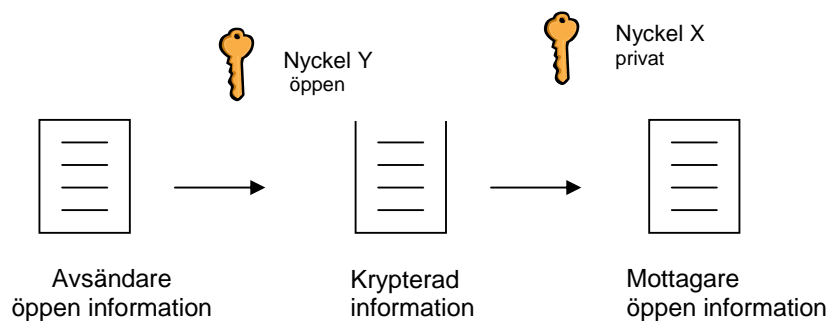 Nyckel Y
öppen
Nyckel X
privat
Avsändare
öppen information
Krypterad
information
Mottagare
öppen information